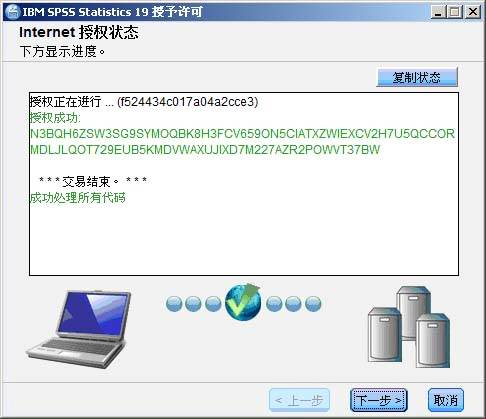 IBM SPSS Statistics 19 授予许可
Internet 授权状态
下方显示进度。
复制状态
授权正在进行 ... (f524434c017a04a2cce3)
授权成功:
N3BQH6ZSW3SG9SYMOQBK8H3FCV659ON5CIATXZWIEXCV2H7U5QCCOR
MDLJLQOT729EUB5KMDVWAXUJIXD7M227AZR2POWVT37BW
* * * 交易结束。 * * *
成功处理所有代码
< 上一步
下一步 >
取消